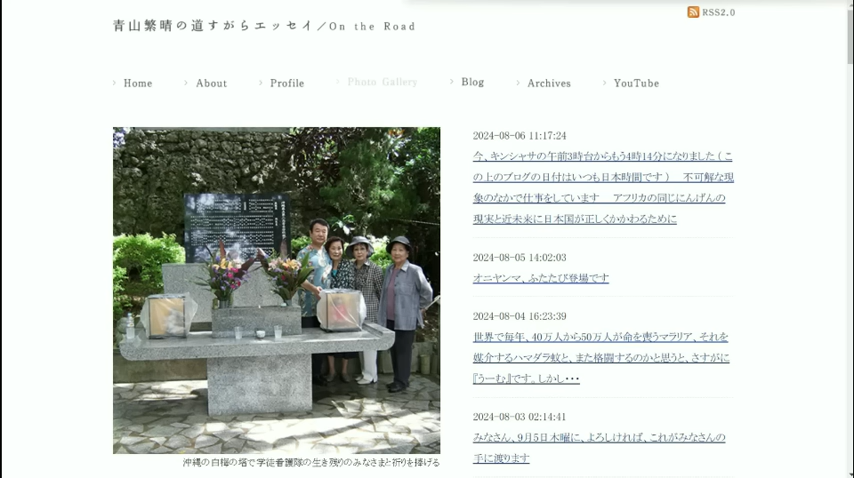 RSS2.0
青山繁晴の道すがらエッセイ／On the Road
Home
About
Profile
Photo Gallery
Blog
Archives
YouTube
2024-08-06 11:17:24
今、キンシャサの午前3時台からもう4時14分になりました（こ
の上のブログの日付はいつも日本時間です）　不可解な現
象のなかで仕事をしています　アフリカの同じにんげんの
現実と近未来に日本国が正しくかかわるために
2024-08-05 14:02:03
オニヤンマ、ふたたび登場です
2024-08-04 16:23:39
世界で毎年、40万人から50万人が命を喪うマラリア、それを
媒介するハマダラ蚊と、また格闘するのかと思うと、さすがに
『うーむ』です。しかし・・・
2024-08-03 02:14:41
みなさん、9月5日木曜に、よろしければ、これがみなさんの
手に渡ります
沖縄の白梅の塔で学徒看護隊の生き残りのみなさまと祈りを捧げる